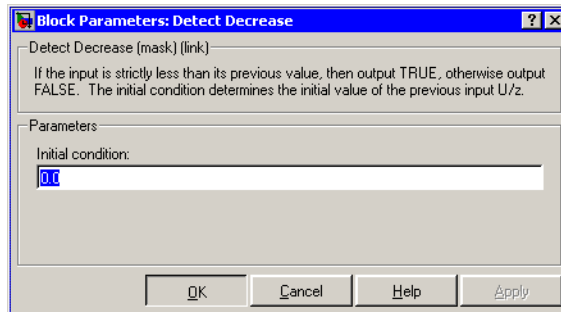 Block Parameters: Detect Decrease
Detect Decrease (mask) (link)
If the input is strictly less than its previous value, then output TRUE, otherwise output
FALSE.  The initial condition determines the initial value of the previous input U/z.
Parameters
Initial condition:
0.0
OK Cancel Help Apply